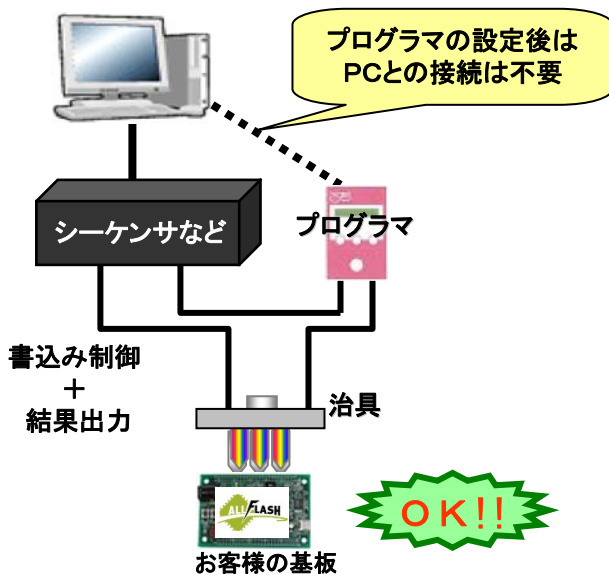 プログラマの設定後は
PCとの接続は不要
シーケンサなど
プログラマ
書込み制御
＋
結果出力
治具
ALL FLASH
OK!!
お客様の基板